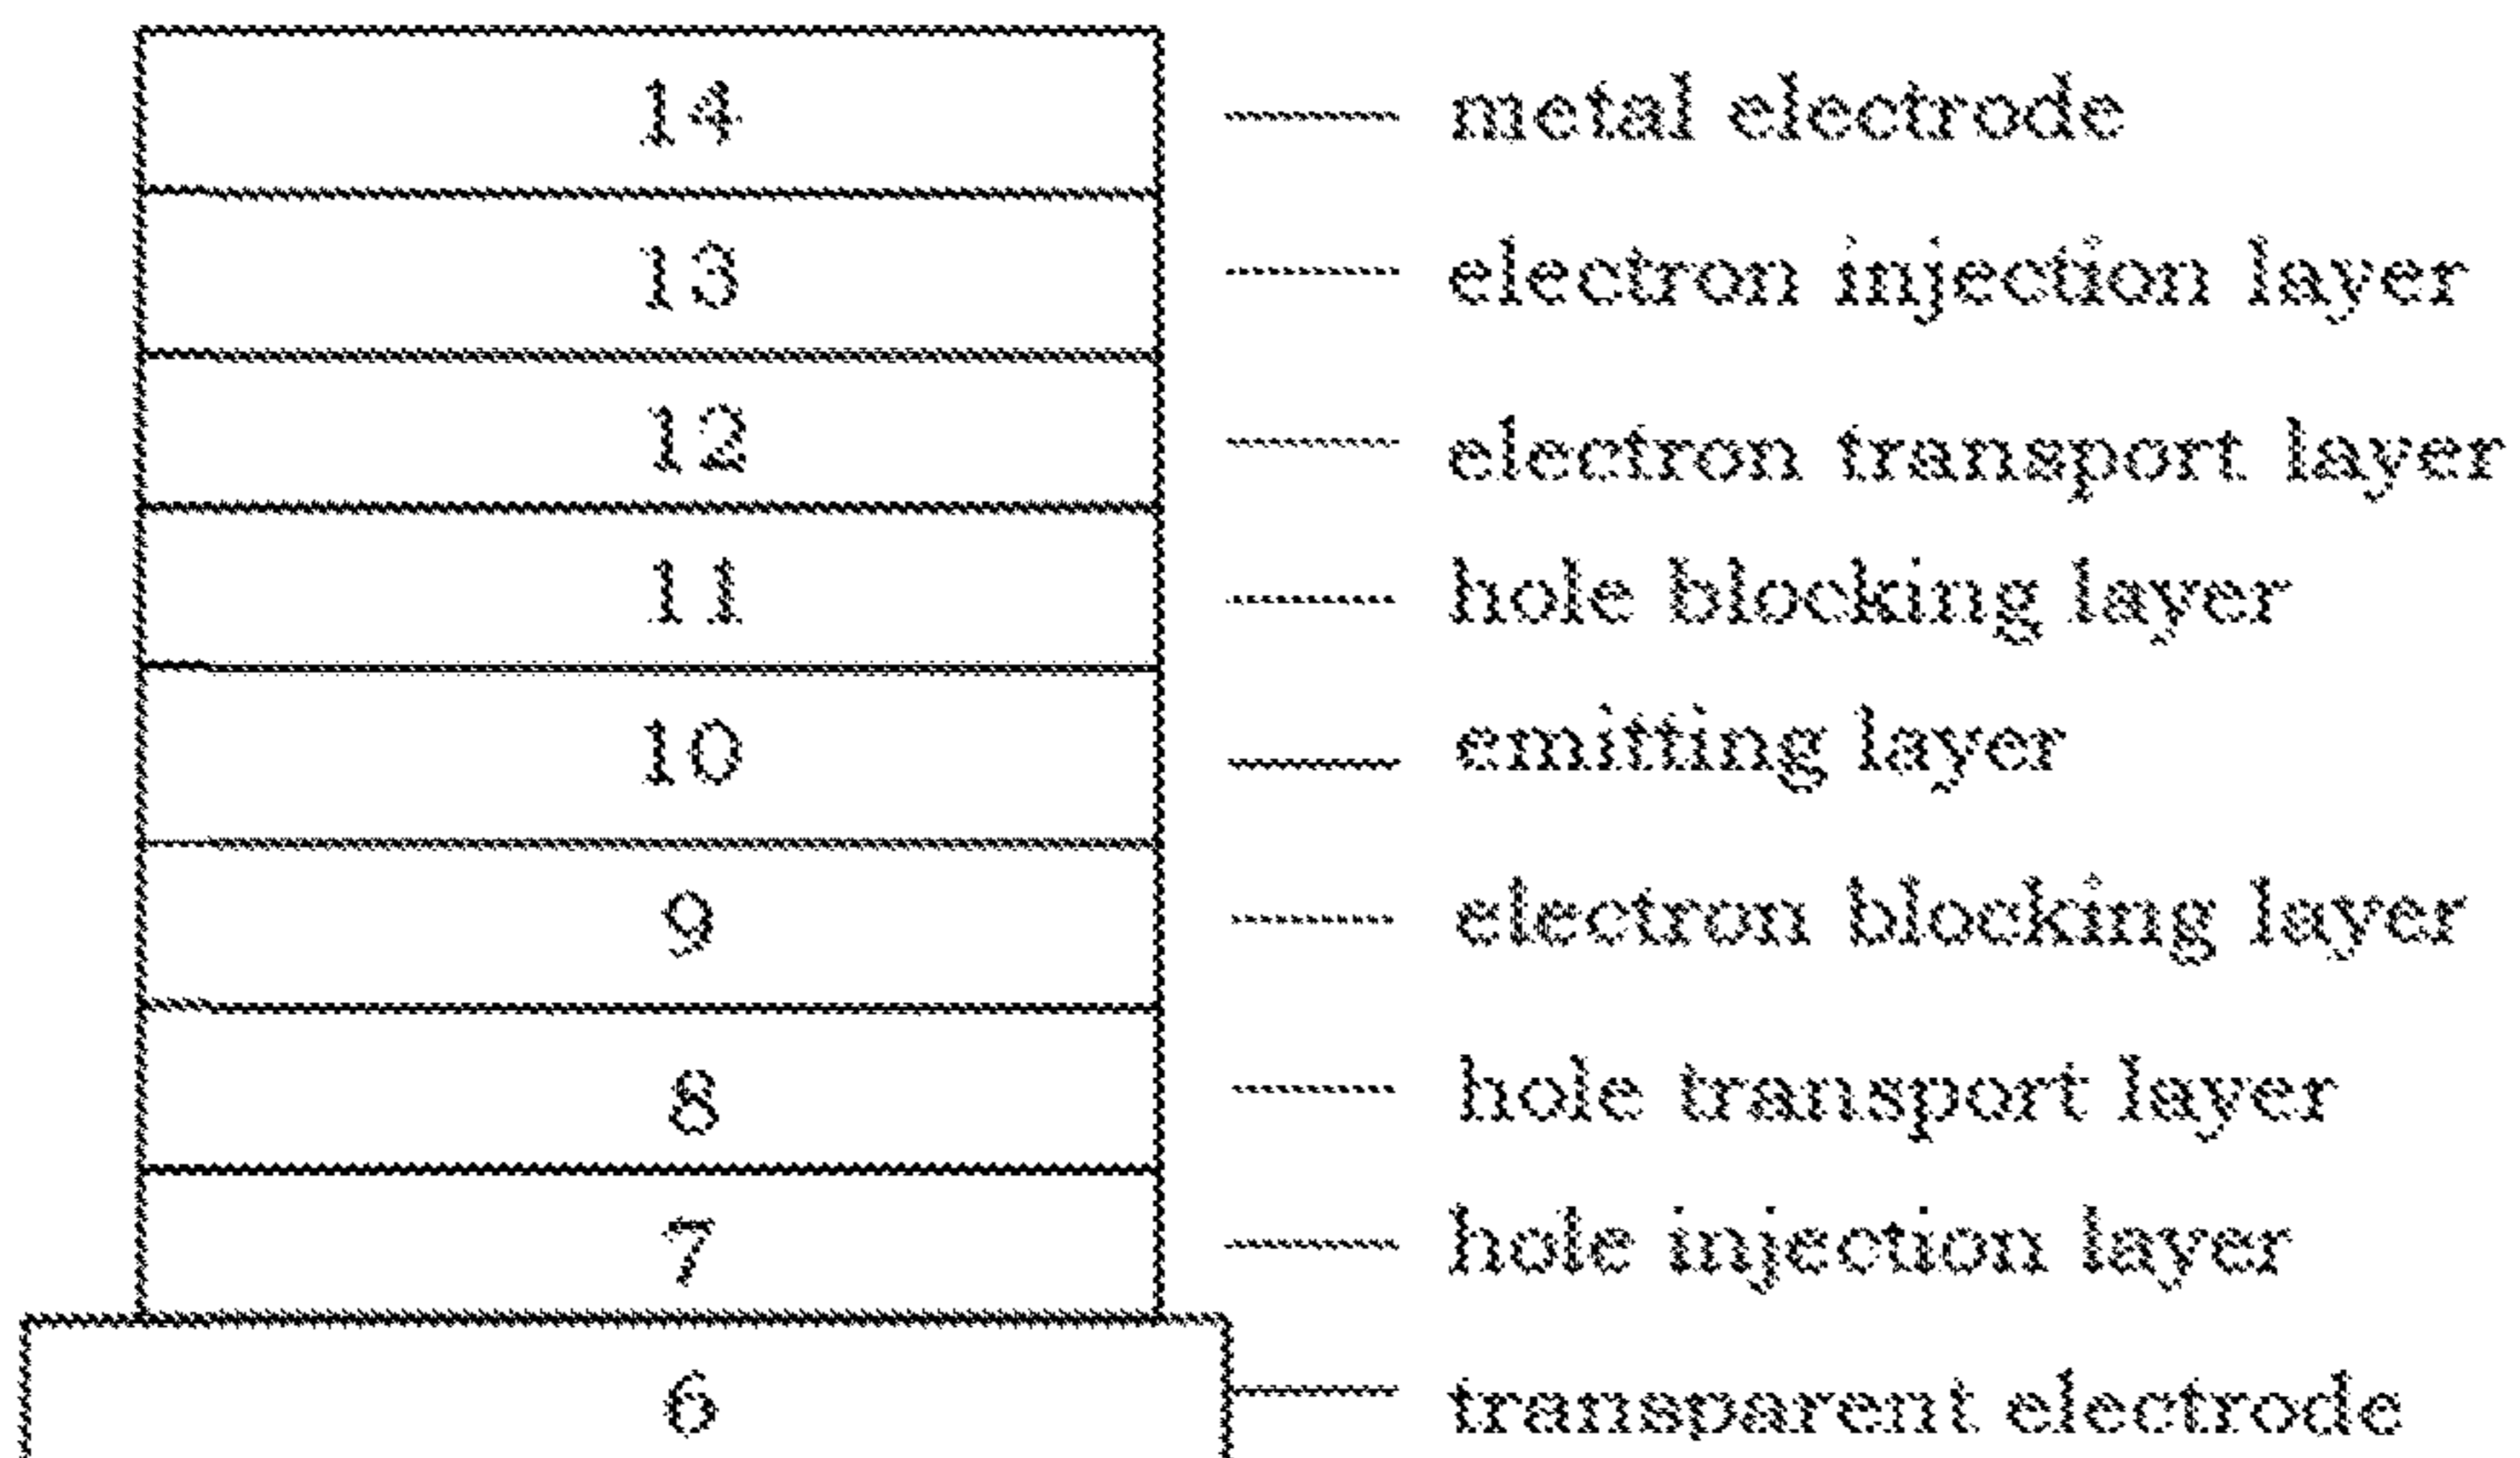 14 metal electrode
13 electron injection layer
12 electron transport layer
11 hole blocking layer
10 emitting layer
9 electron blocking layer
8 hole transport layer
7 hole injection layer
6 transparent electrode